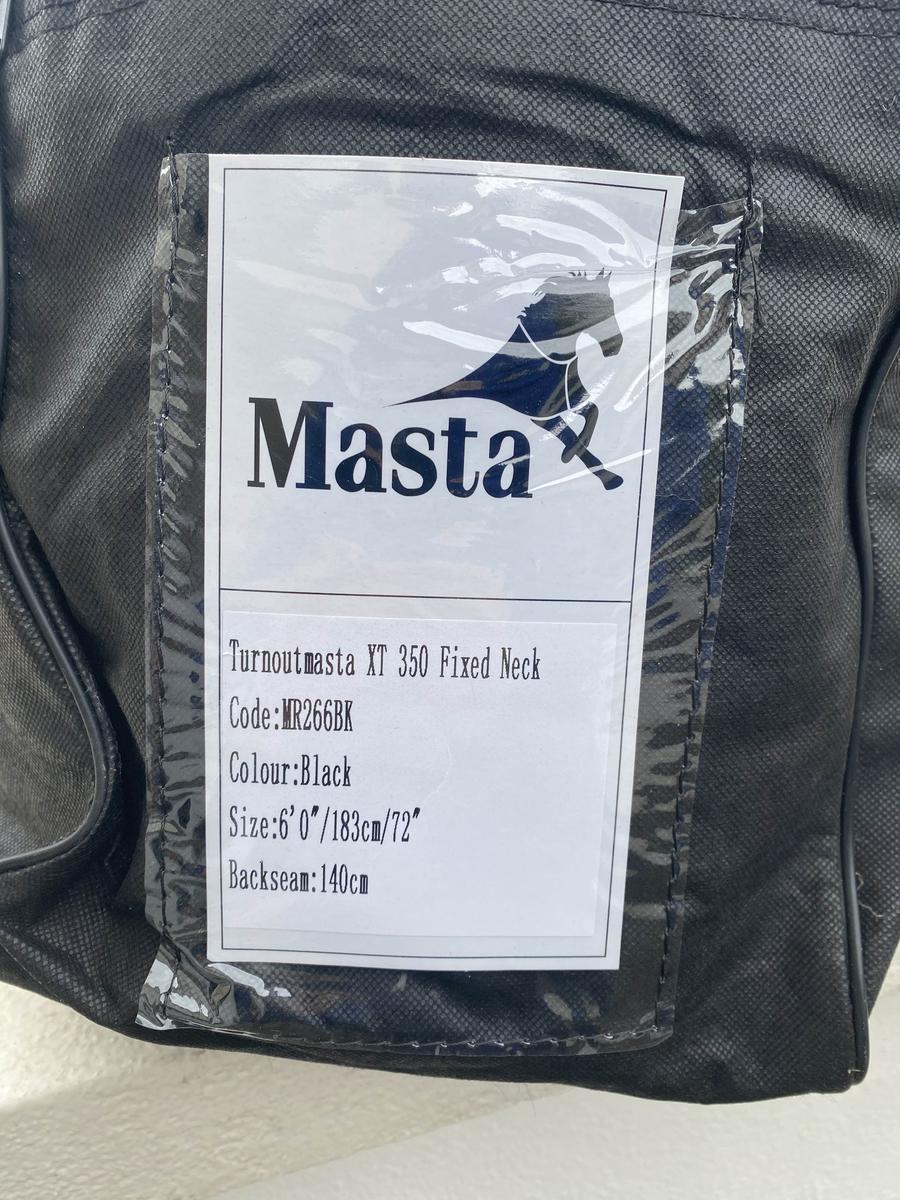 Masta
Turnoutmasta XT 350 Fixed Neck
Code:MR266BK
Colour:Black
Size:6'0"/183cm/72"
Backseam:140cm